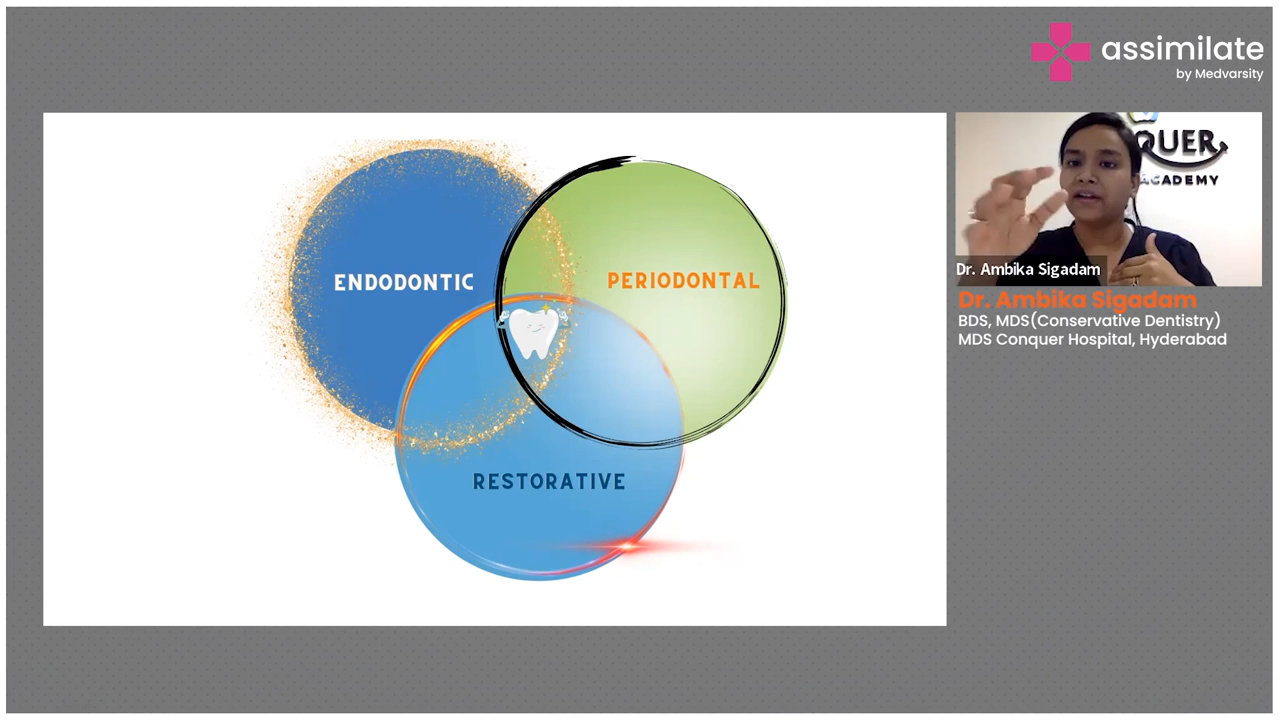 assimilate
by Medvarsity
ENDODONTIC
PERIODONTAL
RESTORATIVE
QUER
ACADEMY
Dr. Ambika Sigadam
Dr. Ambika Sigadam
BDS, MDS(Conservative Dentistry)
MDS Conquer Hospital, Hyderabad